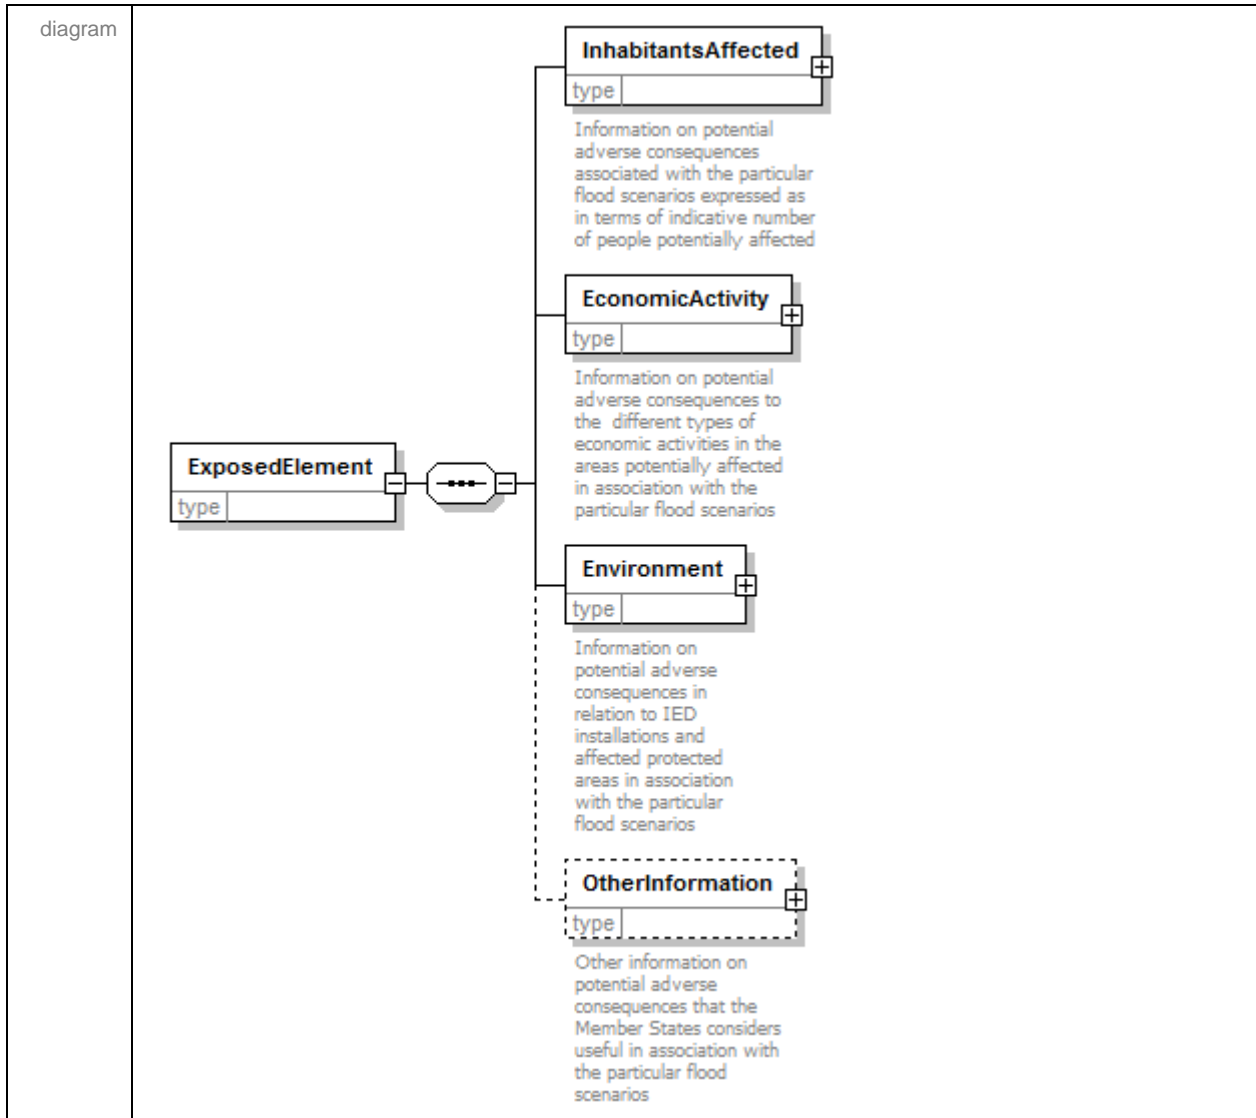 diagram
InhabitantsAffected
type
Information on potential
adverse consequences
associated with the particular
flood scenarios expressed as
in terms of indicative number
of people potentially affected
EconomicActivity
type
Information on potential
adverse consequences to
the different types of
economic activities in the
areas potentially affected
in association with the
particular flood scenarios
ExposedElement
type
Environment
type
Information on
potential adverse
consequences in
relation to IED
installations and
affected protected
areas in association
with the particular
flood scenarios
OtherInformation
type
Other information on
potential adverse
consequences that the
Member States considers
useful in association with
the particular flood
scenarios